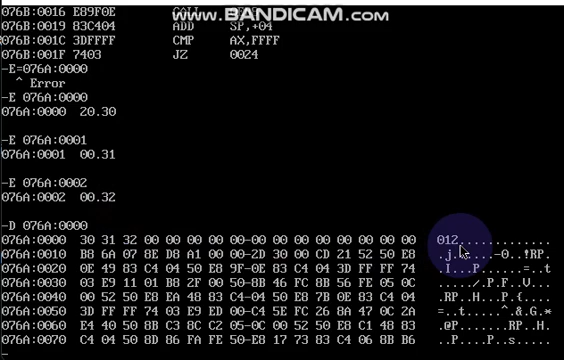 WWW.BANDICAM.COM
076B:0016 E89F0E CALL
076B:0019 83C404 ADD SP,+04
076B:001C 3DFFFF CMP AX,FFFF
076B:001F 7403 JZ 0024
-E=076A:0000
^ Error
-E 076A:0000
076A:0000 20.30
-E 076A:0001
076A:0001 00.31
-E 076A:0002
076A:0002 00.32
-D 076A:0000
076A:0000 30 31 32 00 00 00 00 00-00 00 00 00 00 00 00 00 012.............
076A:0010 B8 6A 07 8E D8 A1 00 00-2D 30 00 CD 21 52 50 E8 .j......-0..!RP.
076A:0020 0E 49 83 C4 04 50 E8 9F-0E 83 C4 04 3D FF FF 74 .I...P......=..t
076A:0030 03 E9 11 01 B8 2F 00 50-8B 46 FC 8B 56 FE 05 0C ...../.P.F..V...
076A:0040 00 52 50 E8 EA 48 83 C4-04 50 E8 7B 0E 83 C4 04 .RP..H...P.{....
076A:0050 3D FF FF 74 03 E9 ED 00-C4 5E FC 26 8A 47 0C 2A =..t.....^.&.G.*
076A:0060 E4 40 50 8B C3 8C C2 05-0C 00 52 50 E8 C1 48 83 .@P.......RP..H.
076A:0070 C4 04 50 8D 86 FA FE 50-E8 17 73 83 C4 06 8B B6 ..P....P..s.....